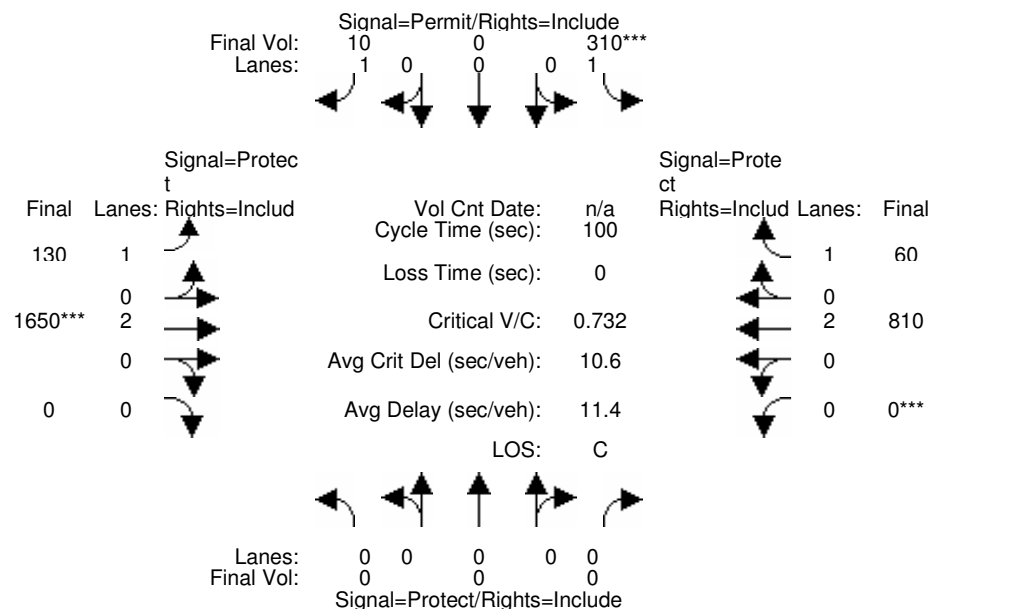 Signal=Permit/Rights=Include
Final Vol: 10 0 310***
Lanes: 1 0 0 0 1
Signal=Protec
t
Signal=Prote
ct
Final Lanes: Rights=Includ Vol Cnt Date: n/a Rights=Includ Lanes: Final
Cycle Time (sec): 100
130 1 1 60
Loss Time (sec): 0
0 0
1650*** 2 Critical V/C: 0.732 2 810
0 Avg Crit Del (sec/veh): 10.6 0
0 0 Avg Delay (sec/veh): 11.4 0 0***
LOS: C
Lanes: 0 0 0 0 0
Final Vol: 0 0 0
Signal=Protect/Rights=Include